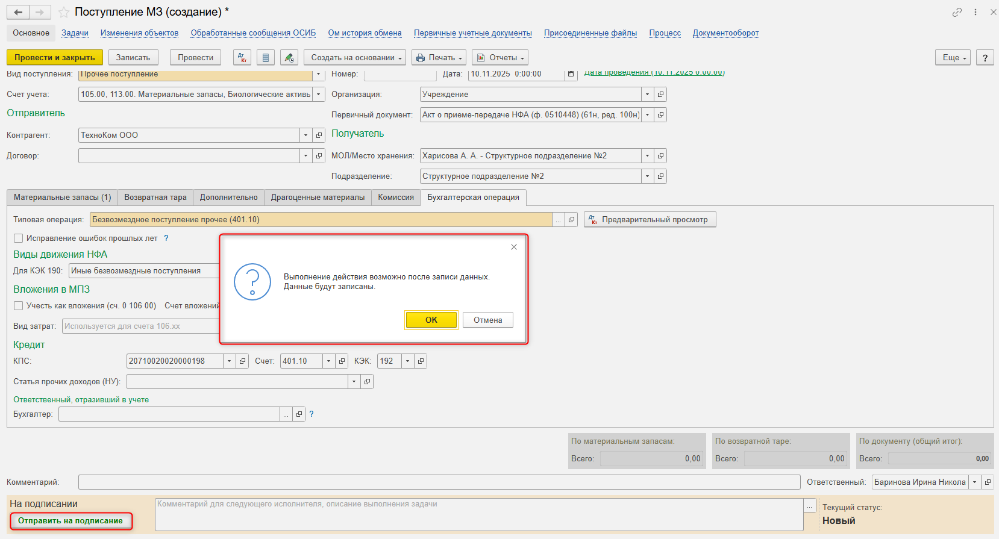 Поступление МЗ (создание) *
Основное Задачи Изменения объектов Обработанные сообщения ОСИБ Ом история обмена Первичные учетные документы Присоединенные файлы Процесс Документооборот
Провести и закрыть Записать Провести Дт Кт Создать на основании Печать Отчеты Еще ?
Вид поступления: Прочее поступление Номер: Дата: 10.11.2025 0:00:00 Дата проведения (10.11.2025 0:00:00)
Счет учета: 105.00, 113.00. Материальные запасы, Биологические активы Организация: Учреждение
Отправитель Первичный документ: Акт о приеме-передаче НФА (ф. 0510448) (61н, ред. 100н)
Контрагент: ТехноКом ООО Получатель
Договор: МОЛ/Место хранения: Харисова А. А. - Структурное подразделение №2
Подразделение: Структурное подразделение №2
Материальные запасы (1) Возвратная тара Дополнительно Драгоценные материалы Комиссия Бухгалтерская операция
Типовая операция: Безвозмездное поступление прочее (401.10) ... Дт Кт Предварительный просмотр
Исправление ошибок прошлых лет ?
Виды движения НФА
Для КЭК 190: Иные безвозмездные поступления
Выполнение действия возможно после записи данных.
Данные будут записаны.
OK Отмена
Вложения в МПЗ
Учесть как вложения (сч. 0 106 00) Счет вложений
Вид затрат: Используется для счета 106.xx
Кредит
КПС: 20710020020000198 Счет: 401.10 КЭК: 192
Статья прочих доходов (НУ):
Ответственный, отразивший в учете
Бухгалтер: ... ?
По материальным запасам: По возвратной таре: По документу (общий итог):
Всего: 0,00 Всего: 0,00 Всего: 0,00
Комментарий: Ответственный: Баринова Ирина Никола
На подписании Комментарий для следующего исполнителя, описание выполнения задачи ... Текущий статус:
Отправить на подписание Новый